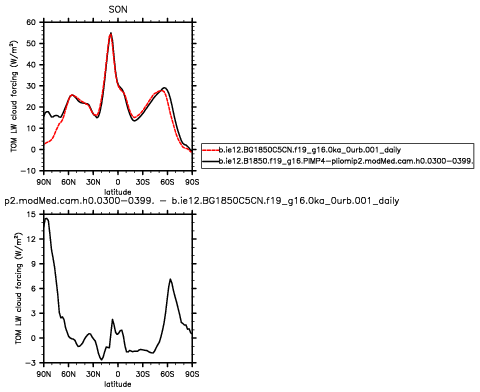 SON
TOM LW cloud forcing (W/m²)
60
50
40
30
20
10
0
−10
90N 60N 30N 0 30S 60S 90S
latitude
b.ie12.BG1850C5CN.f19_g16.0ka_0urb.001_daily
b.ie12.B1850.f19_g16.PlMP4-pliomip2.modMed.cam.h0.0300-0399.
p2.modMed.cam.h0.0300-0399. − b.ie12.BG1850C5CN.f19_g16.0ka_0urb.001_daily
TOM LW cloud forcing (W/m²)
15
12
9
6
3
0
−3
90N 60N 30N 0 30S 60S 90S
latitude